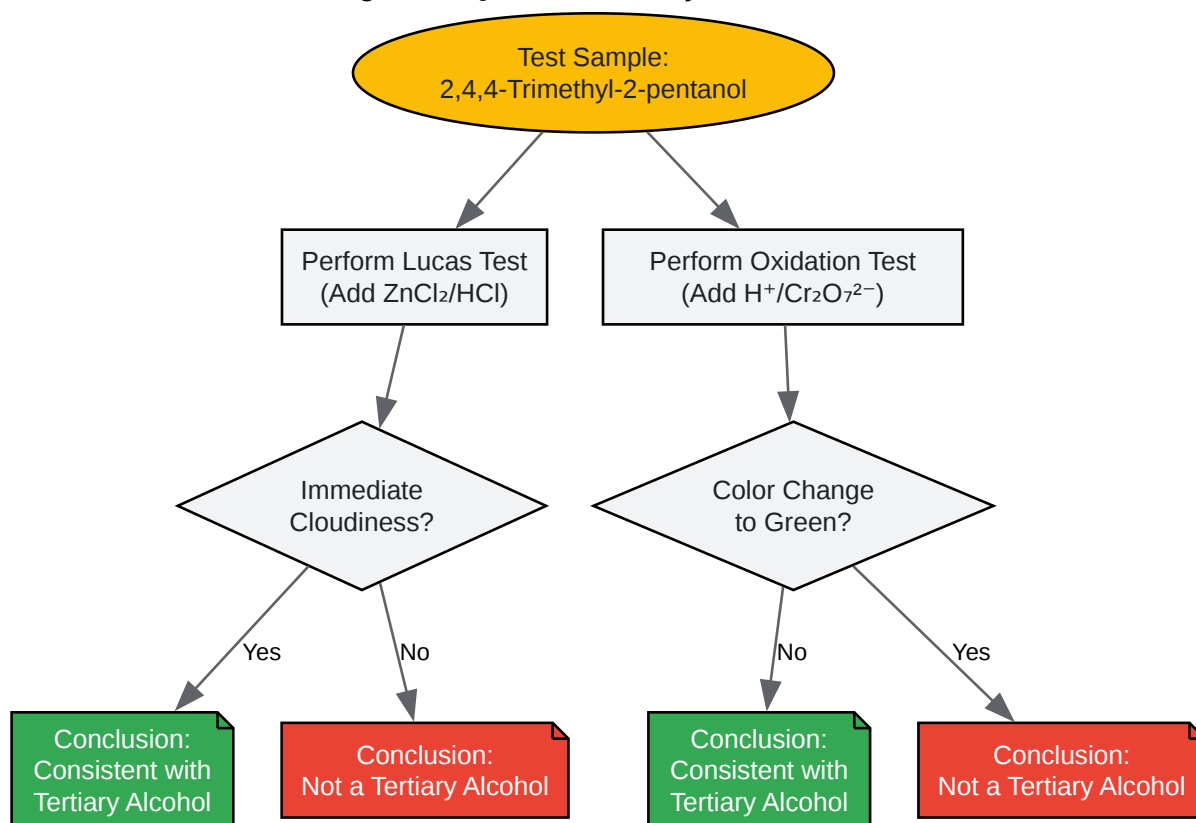 Test Sample:
2,4,4-Trimethyl-2-pentanol
Perform Lucas Test
(Add ZnCl₂/HCl)
Perform Oxidation Test
(Add H⁺/Cr₂O₇²⁻)
Immediate
Cloudiness?
Color Change
to Green?
Yes
No
No
Yes
Conclusion:
Consistent with
Tertiary Alcohol
Conclusion:
Not a Tertiary Alcohol
Conclusion:
Consistent with
Tertiary Alcohol
Conclusion:
Not a Tertiary Alcohol